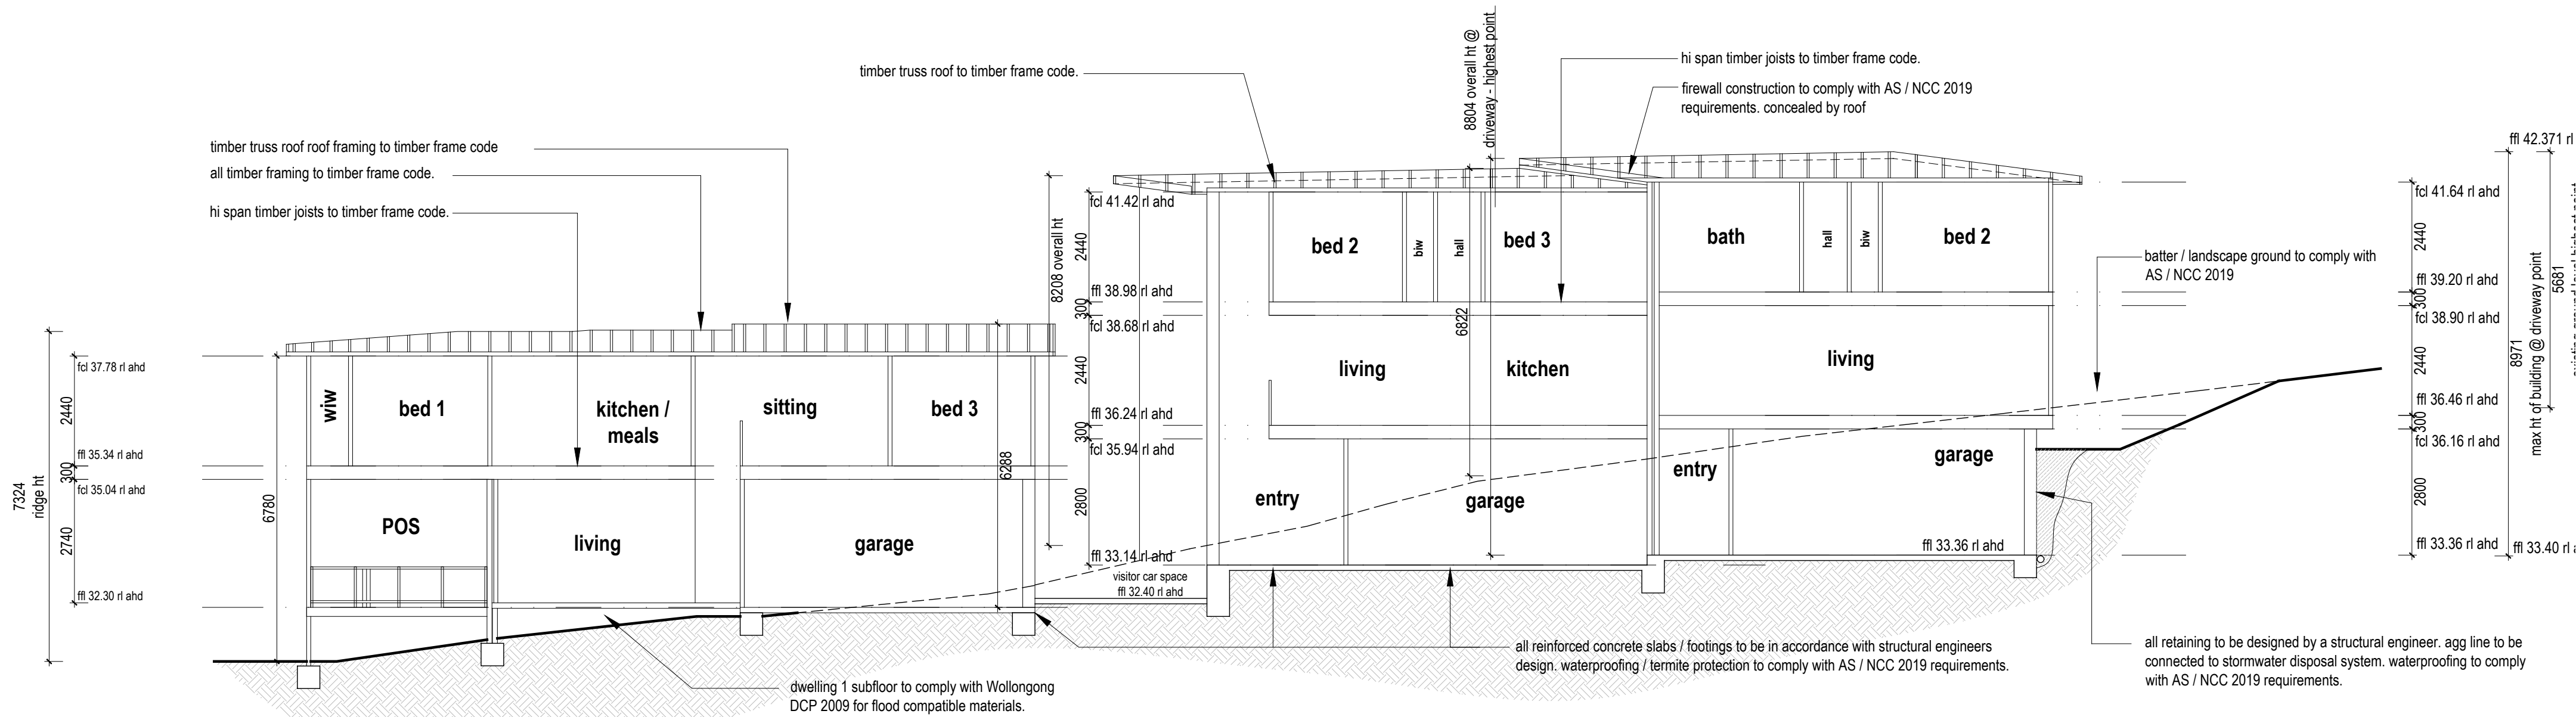 timber truss roof roof framing to timber frame code
all timber framing to timber frame code.
hi span timber joists to timber frame code.
timber truss roof to timber frame code.
8804 overall ht @
driveway - highest point
hi span timber joists to timber frame code.
firewall construction to comply with AS / NCC 2019
requirements. concealed by roof
7324
ridge ht
fcl 37.78 rl ahd
2440
ffl 35.34 rl ahd
300
fcl 35.04 rl ahd
2740
ffl 32.30 rl ahd
6780
wiw
bed 1
kitchen /
meals
sitting
bed 3
POS
living
garage
6288
8208 overall ht
fcl 41.42 rl ahd
2440
ffl 38.98 rl ahd
300
fcl 38.68 rl ahd
2440
ffl 36.24 rl ahd
300
fcl 35.94 rl ahd
2800
ffl 33.14 rl ahd
visitor car space
ffl 32.40 rl ahd
bed 2
biw
hall
bed 3
6822
living
kitchen
entry
garage
bath
hall
biw
bed 2
living
entry
garage
ffl 33.36 rl ahd
batter / landscape ground to comply with
AS / NCC 2019
fcl 41.64 rl ahd
2440
ffl 39.20 rl ahd
300
fcl 38.90 rl ahd
2440
ffl 36.46 rl ahd
300
fcl 36.16 rl ahd
2800
ffl 33.36 rl ahd
8971
max ht of building @ driveway point
5681
ffl 42.371 rl
ffl 33.40 rl
dwelling 1 subfloor to comply with Wollongong
DCP 2009 for flood compatible materials.
all reinforced concrete slabs / footings to be in accordance with structural engineers
design. waterproofing / termite protection to comply with AS / NCC 2019 requirements.
all retaining to be designed by a structural engineer. agg line to be
connected to stormwater disposal system. waterproofing to comply
with AS / NCC 2019 requirements.